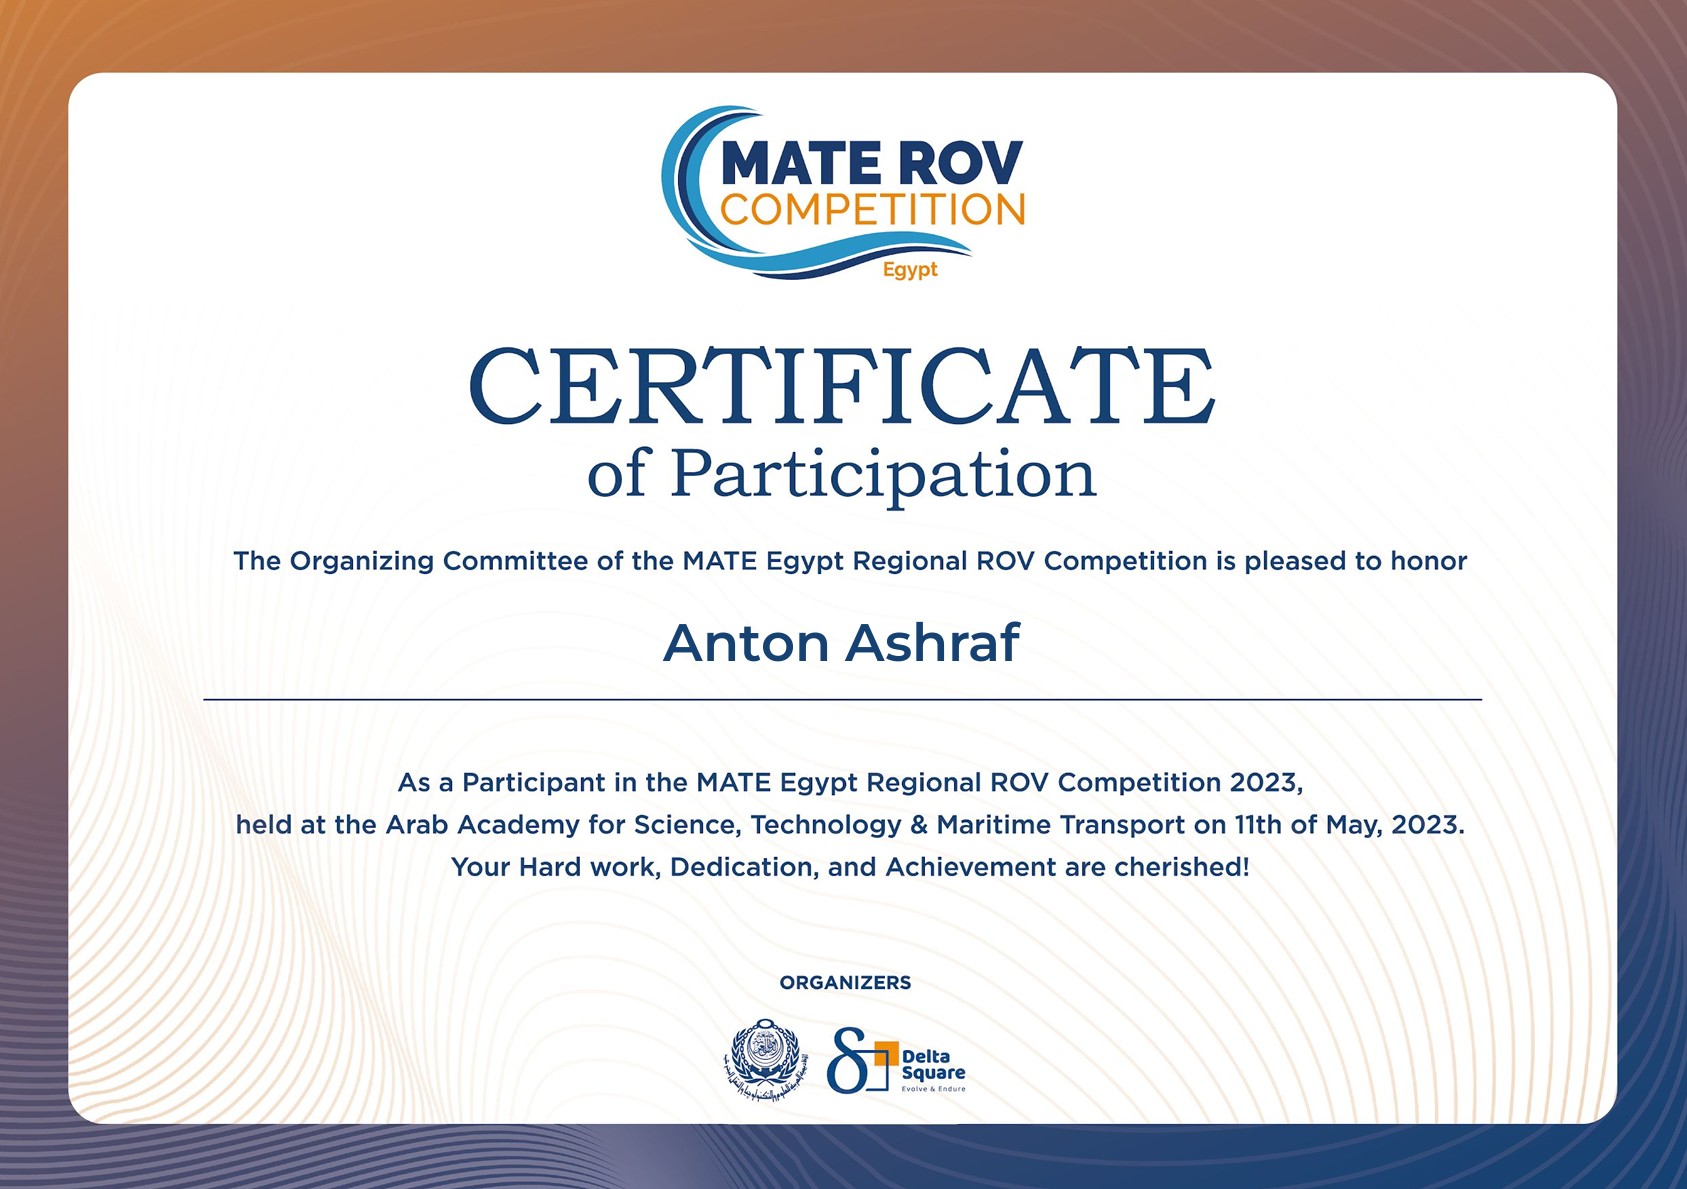 MATE ROV
COMPETITION
Egypt
CERTIFICATE
of Participation
The Organizing Committee of the MATE Egypt Regional ROV Competition is pleased to honor
Anton Ashraf
As a Participant in the MATE Egypt Regional ROV Competition 2023,
held at the Arab Academy for Science, Technology & Maritime Transport on 11th of May, 2023.
Your Hard work, Dedication, and Achievement are cherished!
ORGANIZERS
Delta
Square
Evolve & Endure